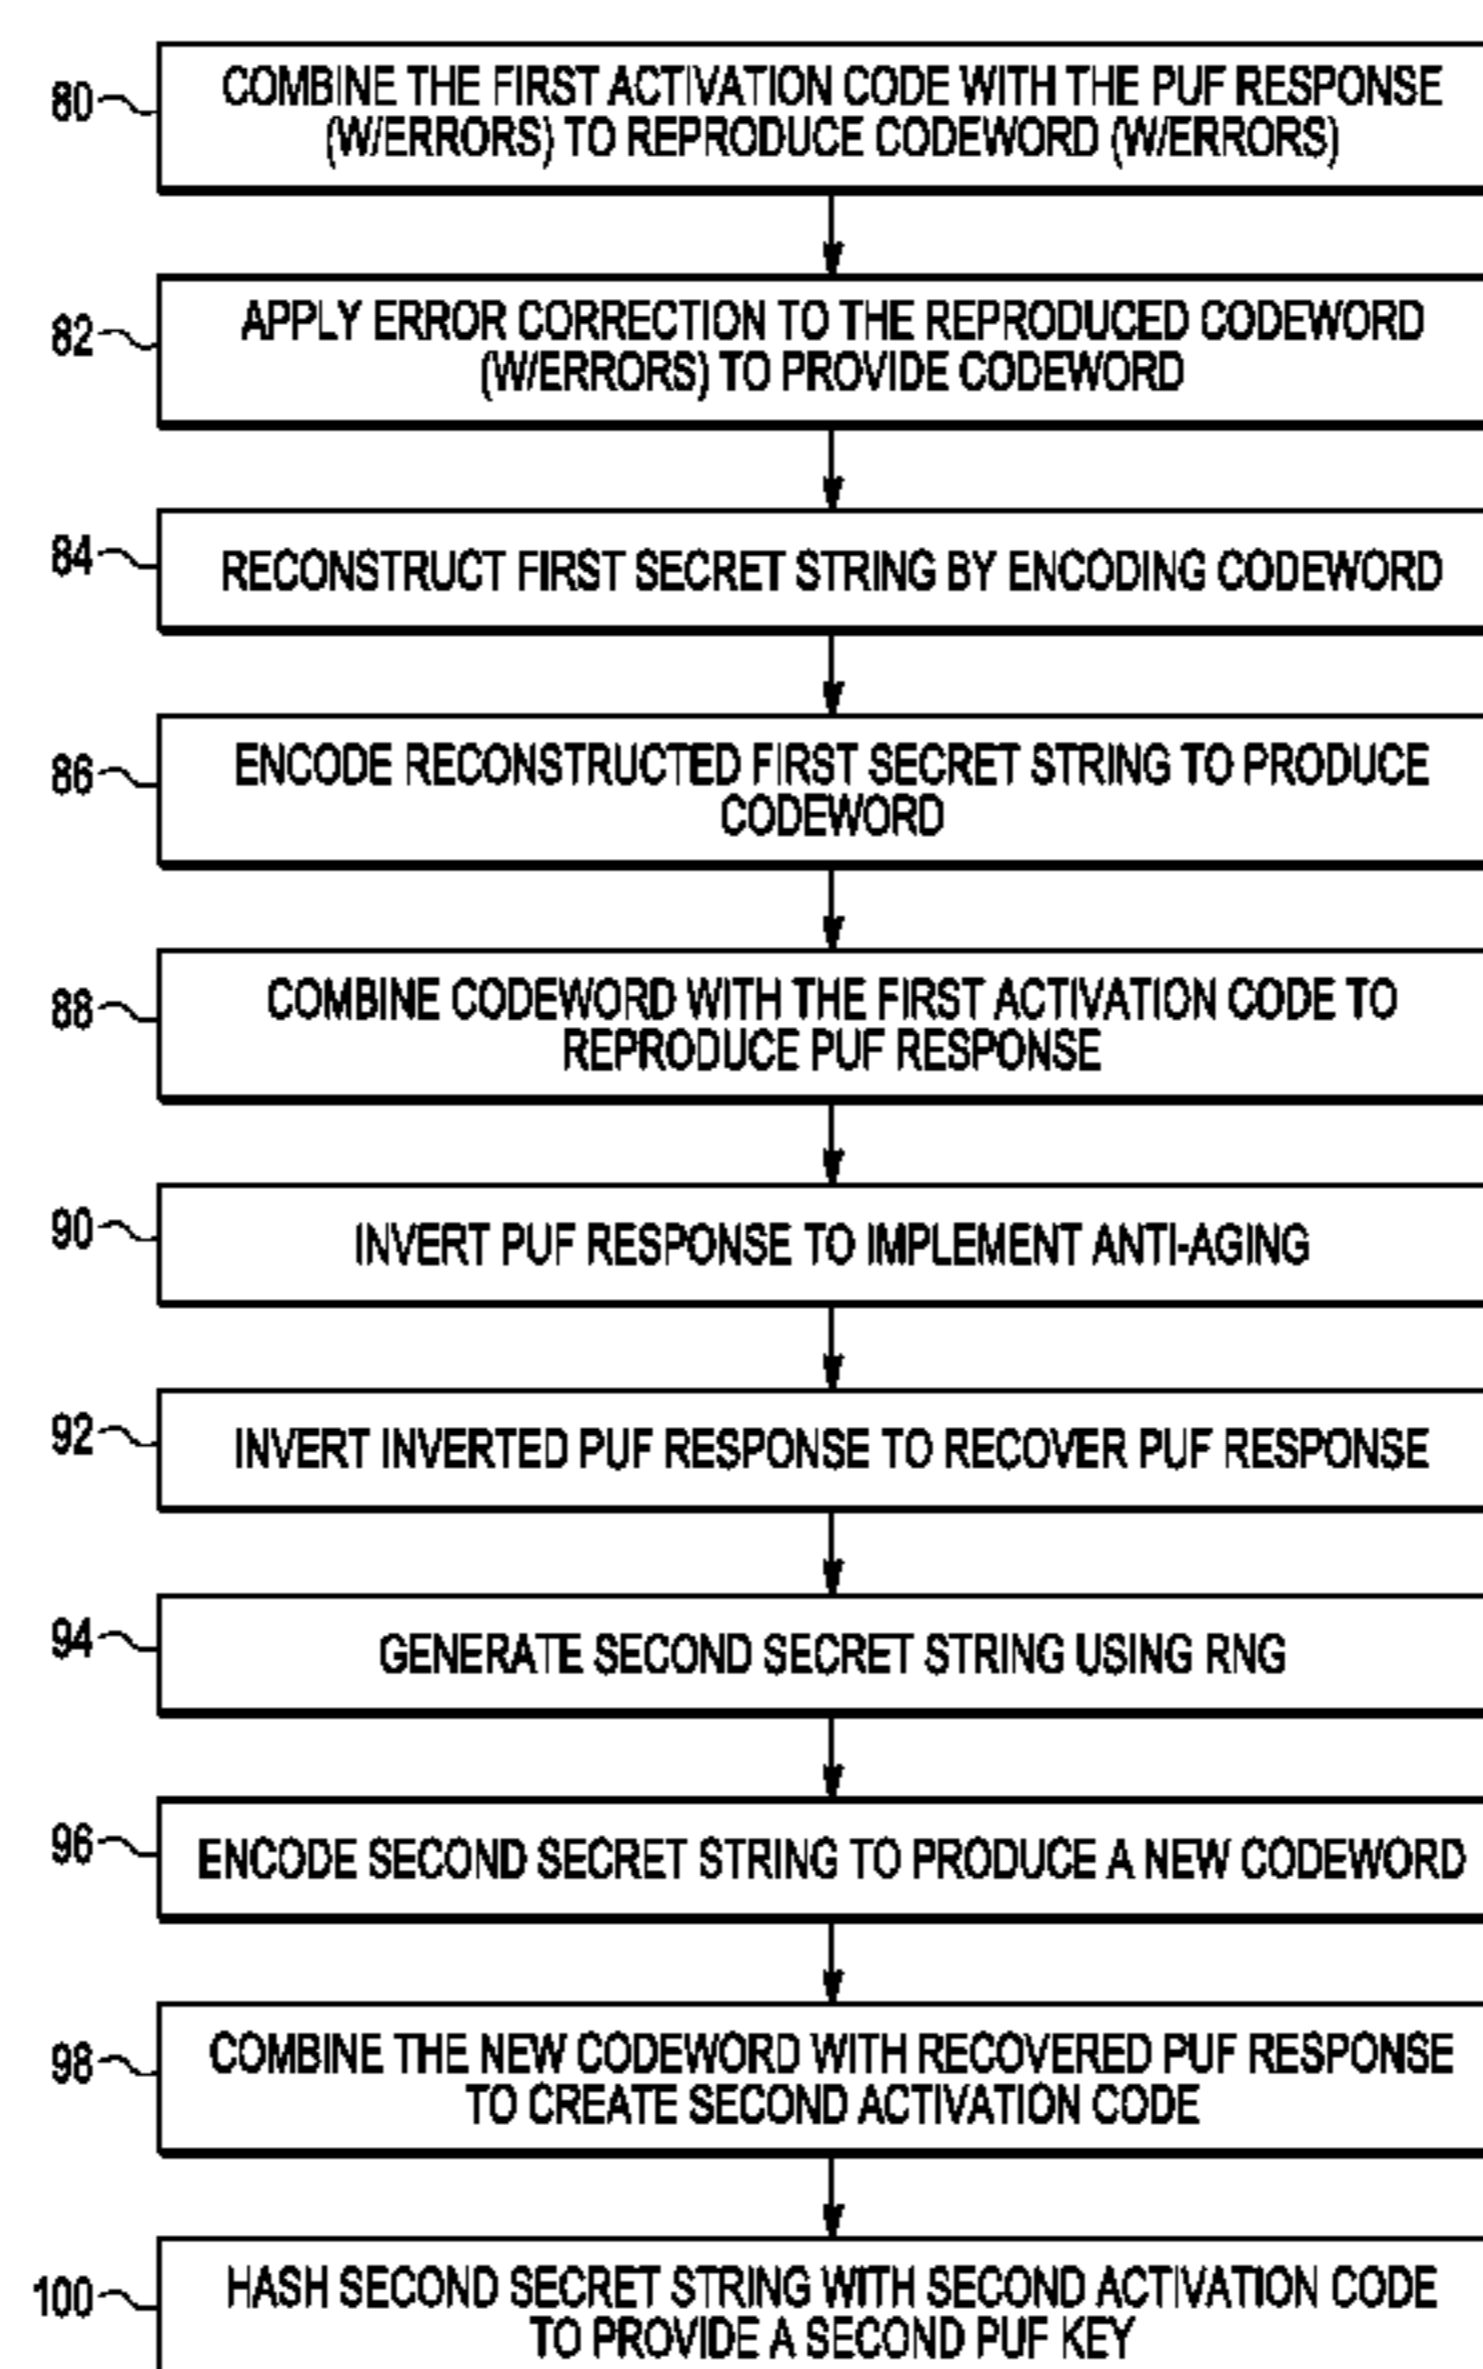 80
COMBINE THE FIRST ACTIVATION CODE WITH THE PUF RESPONSE
(W/ERRORS) TO REPRODUCE CODEWORD (W/ERRORS)
82
APPLY ERROR CORRECTION TO THE REPRODUCED CODEWORD
(W/ERRORS) TO PROVIDE CODEWORD
84
RECONSTRUCT FIRST SECRET STRING BY ENCODING CODEWORD
86
ENCODE RECONSTRUCTED FIRST SECRET STRING TO PRODUCE
CODEWORD
88
COMBINE CODEWORD WITH THE FIRST ACTIVATION CODE TO
REPRODUCE PUF RESPONSE
90
INVERT PUF RESPONSE TO IMPLEMENT ANTI-AGING
92
INVERT INVERTED PUF RESPONSE TO RECOVER PUF RESPONSE
94
GENERATE SECOND SECRET STRING USING RNG
96
ENCODE SECOND SECRET STRING TO PRODUCE A NEW CODEWORD
98
COMBINE THE NEW CODEWORD WITH RECOVERED PUF RESPONSE
TO CREATE SECOND ACTIVATION CODE
100
HASH SECOND SECRET STRING WITH SECOND ACTIVATION CODE
TO PROVIDE A SECOND PUF KEY